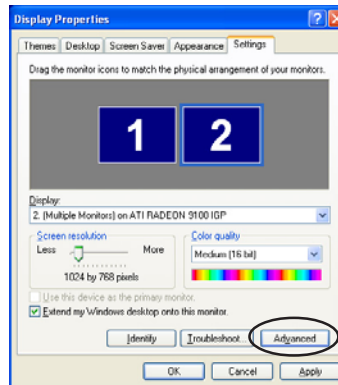 Display Properties
Themes Desktop Screen Saver Appearance Settings
Drag the monitor icons to match the physical arrangement of your monitors.
1 2
Display:
2. (Multiple Monitors) on ATI RADEON 9100 IGP
Screen resolution Color quality
Less More Medium (16 bit)
1024 by 768 pixels
Use this device as the primary monitor.
Extend my Windows desktop onto this monitor.
Identify Troubleshoot... Advanced
OK Cancel Apply